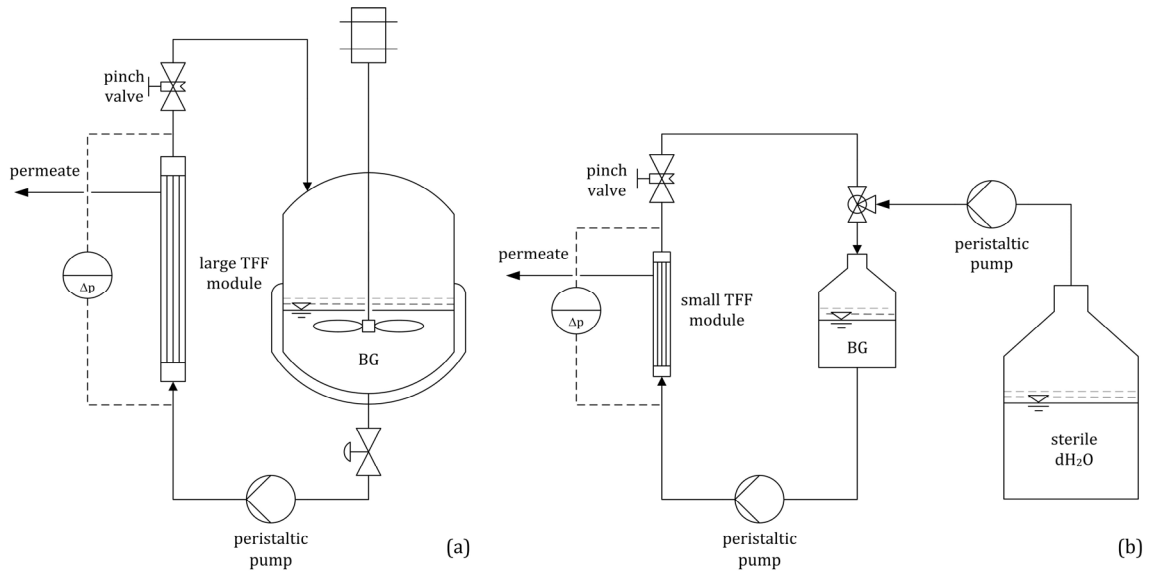 pinch
valve
permeate
Δp
large TFF
module
BG
peristaltic
pump
(a)
pinch
valve
permeate
Δp
small TFF
module
BG
peristaltic
pump
sterile
dH₂O
peristaltic
pump
(b)